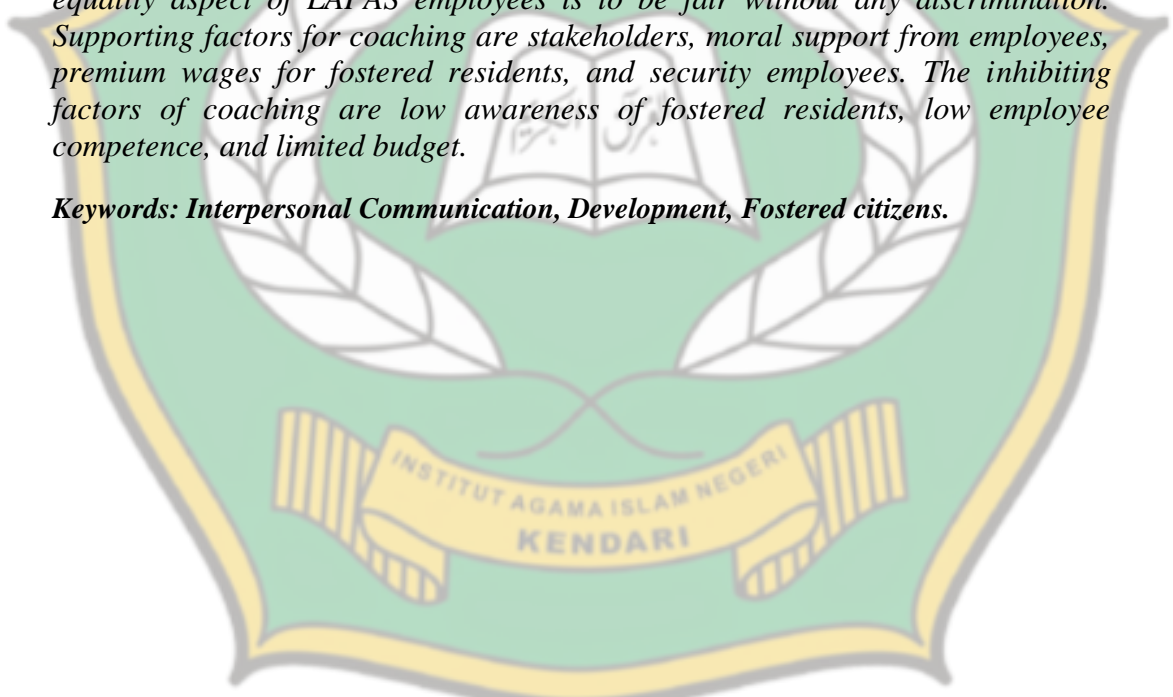 equality aspect of LAPAS employees is to be fair without any discrimination.
Supporting factors for coaching are stakeholders, moral support from employees,
premium wages for fostered residents, and security employees. The inhibiting
factors of coaching are low awareness of fostered residents, low employee
competence, and limited budget.
Keywords: Interpersonal Communication, Development, Fostered citizens.
INSTITUT AGAMA ISLAM NEGERI
KENDARI